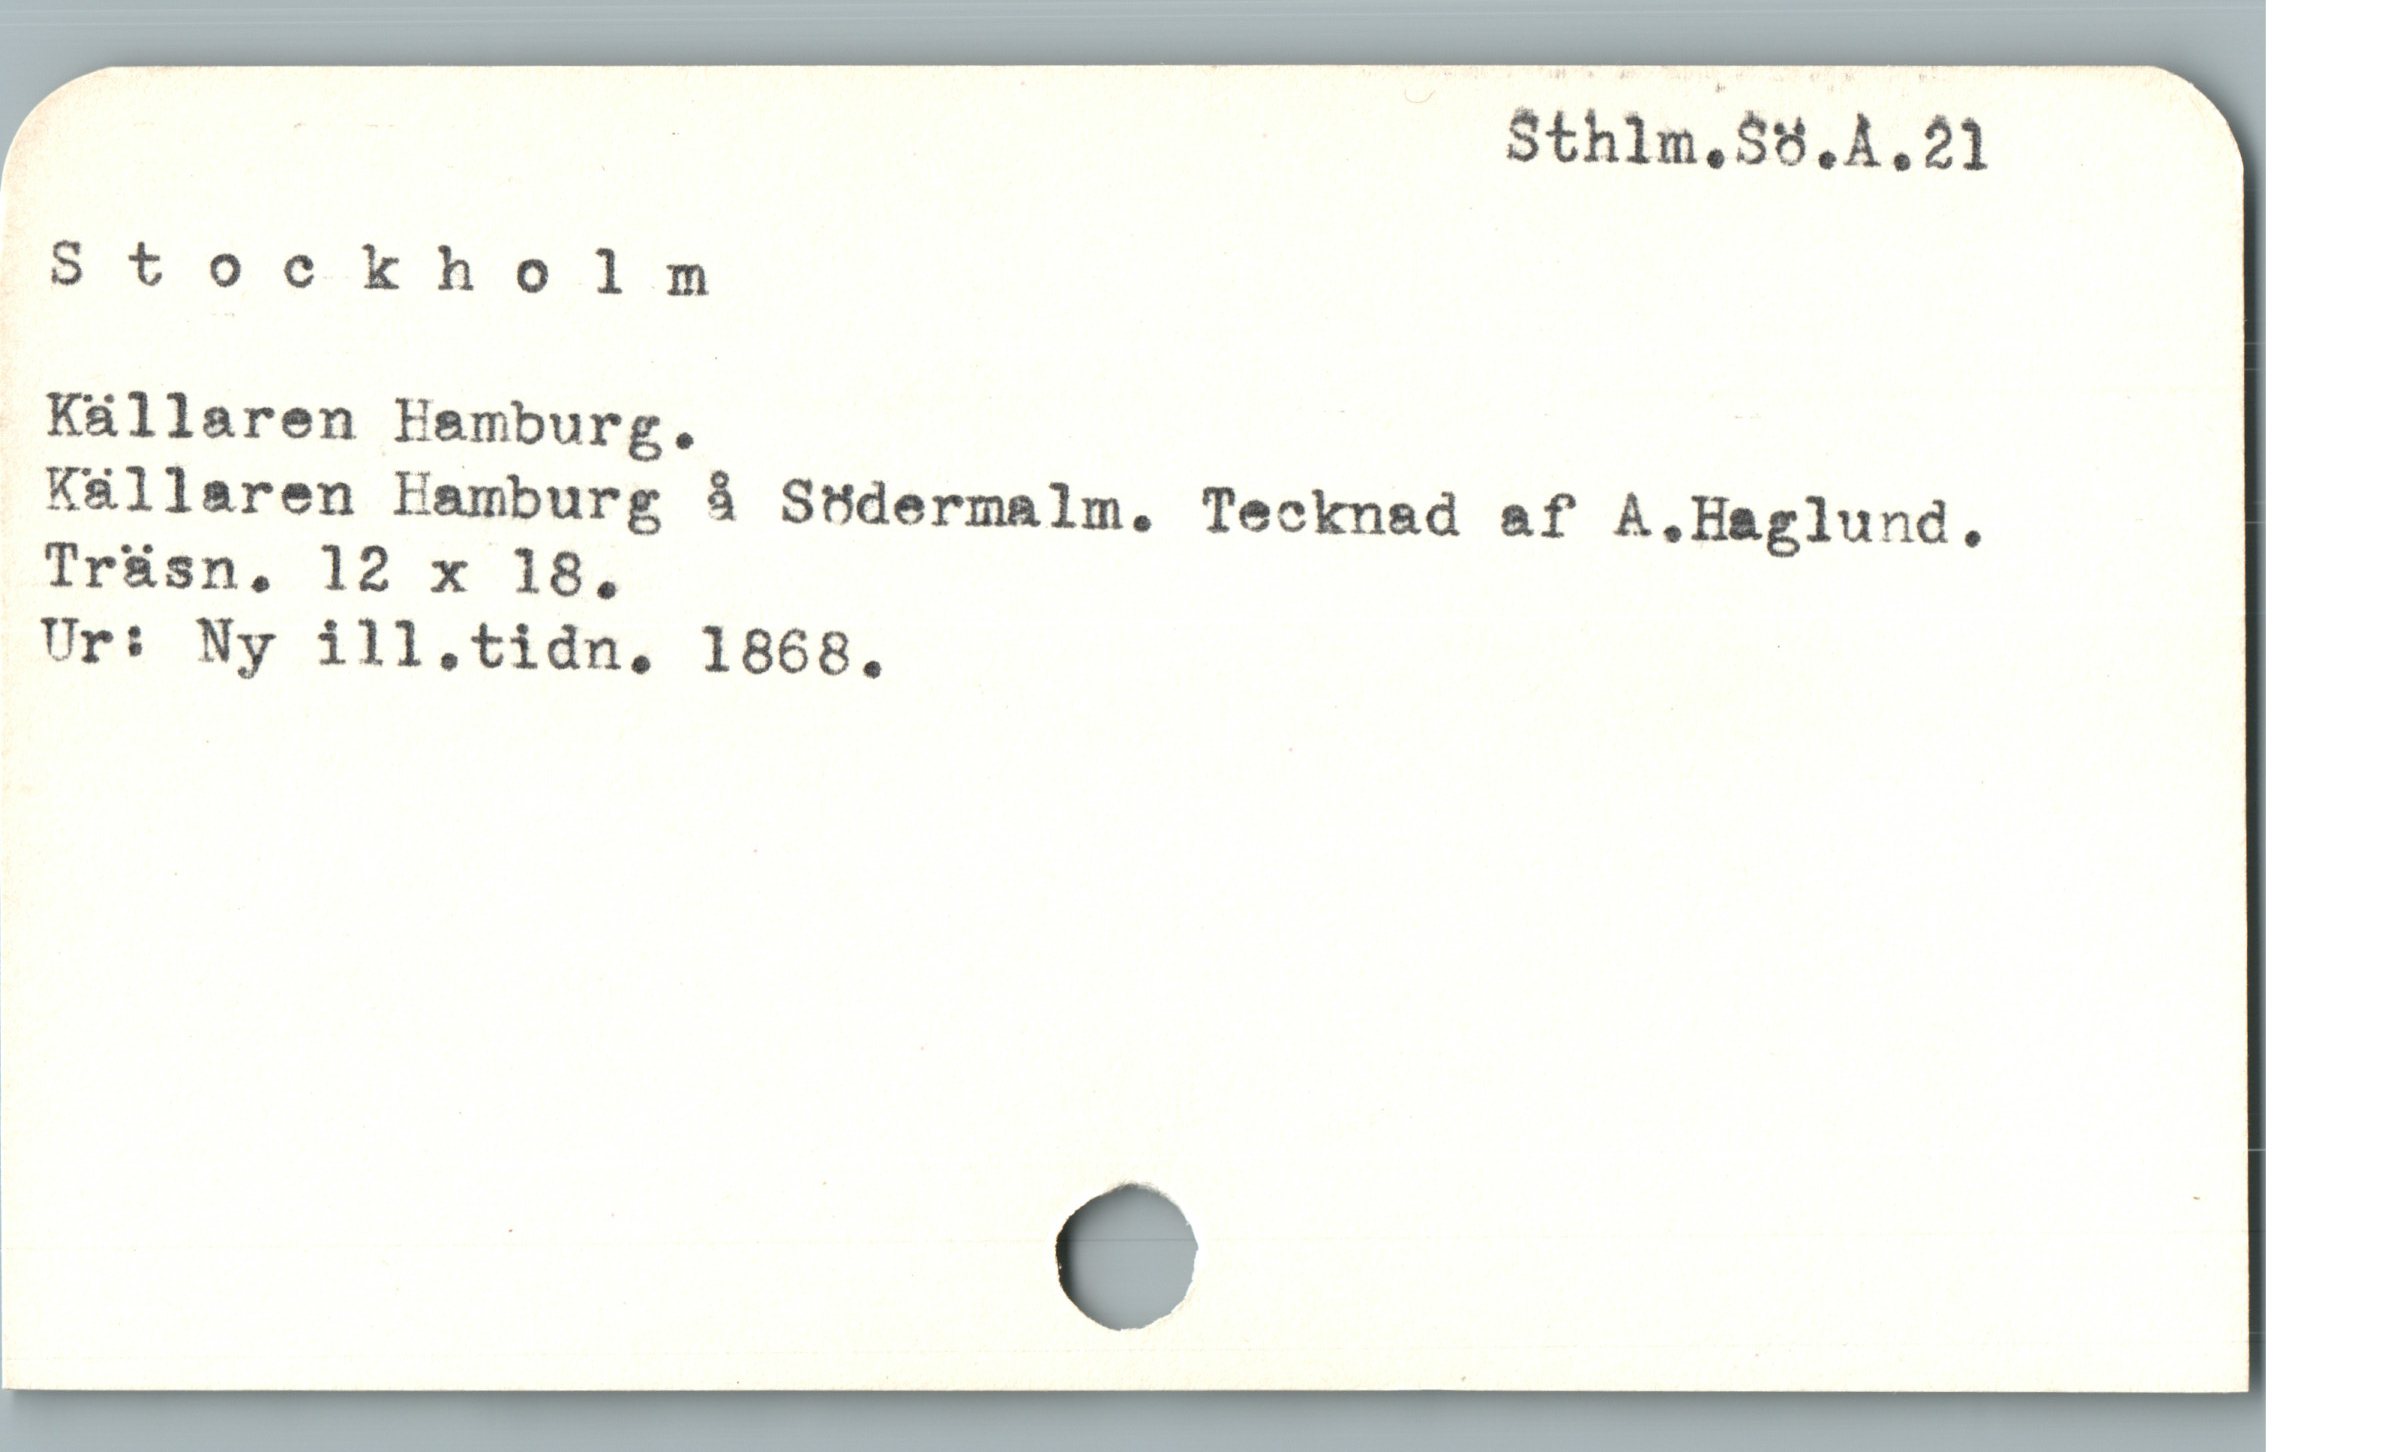 Sthlm.Sö.A.21
S t o c k h o l m
Källaren Hamburg.
Källaren Hamburg å Södermalm. Tecknad af A.Haglund.
Träsn. 12 x 18.
Ur: Ny ill.tidn. 1868.